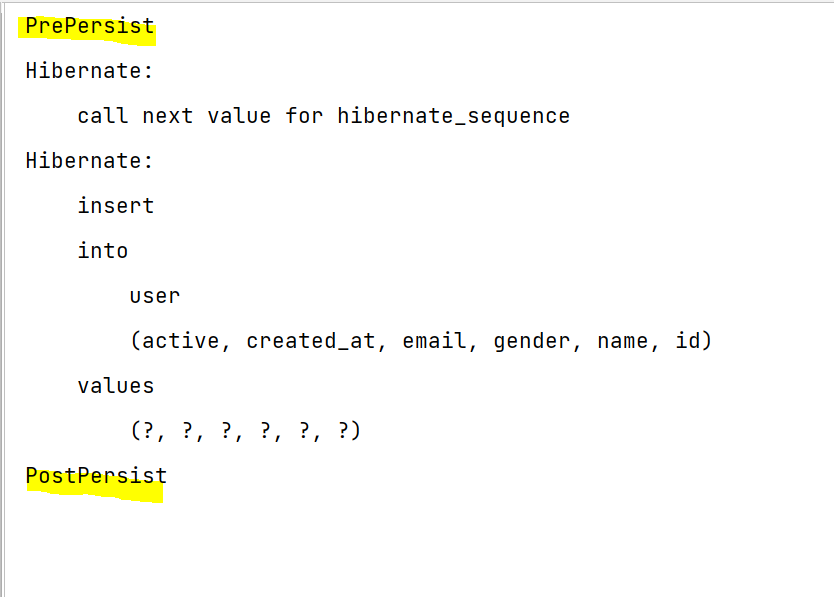 PrePersist
Hibernate:
    call next value for hibernate_sequence
Hibernate:
    insert
    into
        user
        (active, created_at, email, gender, name, id)
    values
        (?, ?, ?, ?, ?, ?)
PostPersist